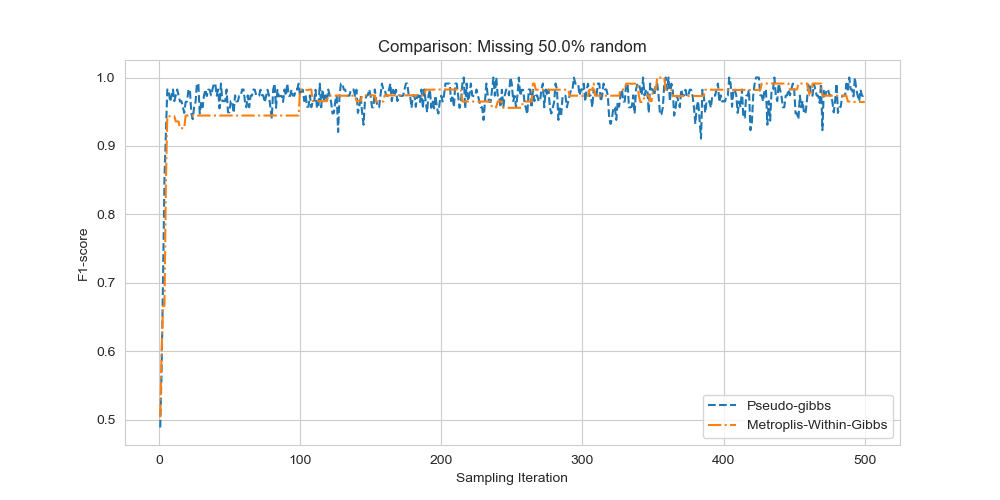 Comparison: Missing 50.0% random
F1-score
1.0
0.9
0.8
0.7
0.6
0.5
0
100
200
300
400
500
Sampling Iteration
Pseudo-gibbs
Metroplis-Within-Gibbs